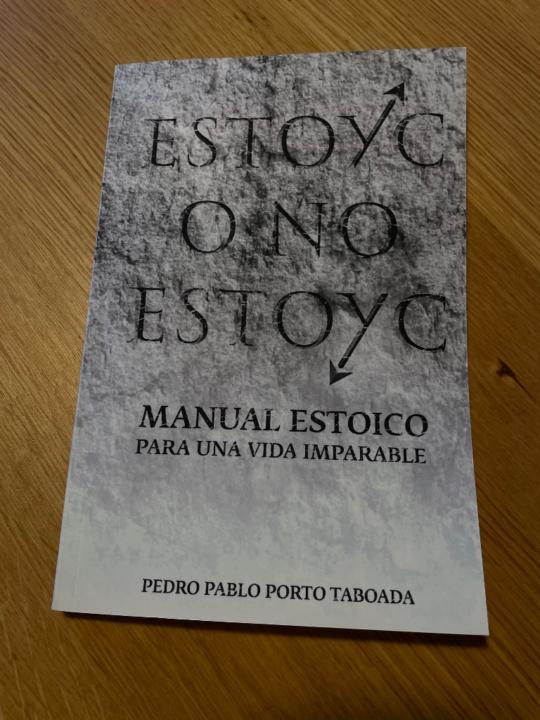 ESTOYC
O NO
ESTOYC
MANUAL ESTOICO
PARA UNA VIDA IMPARABLE
PEDRO PABLO PORTO TABOADA